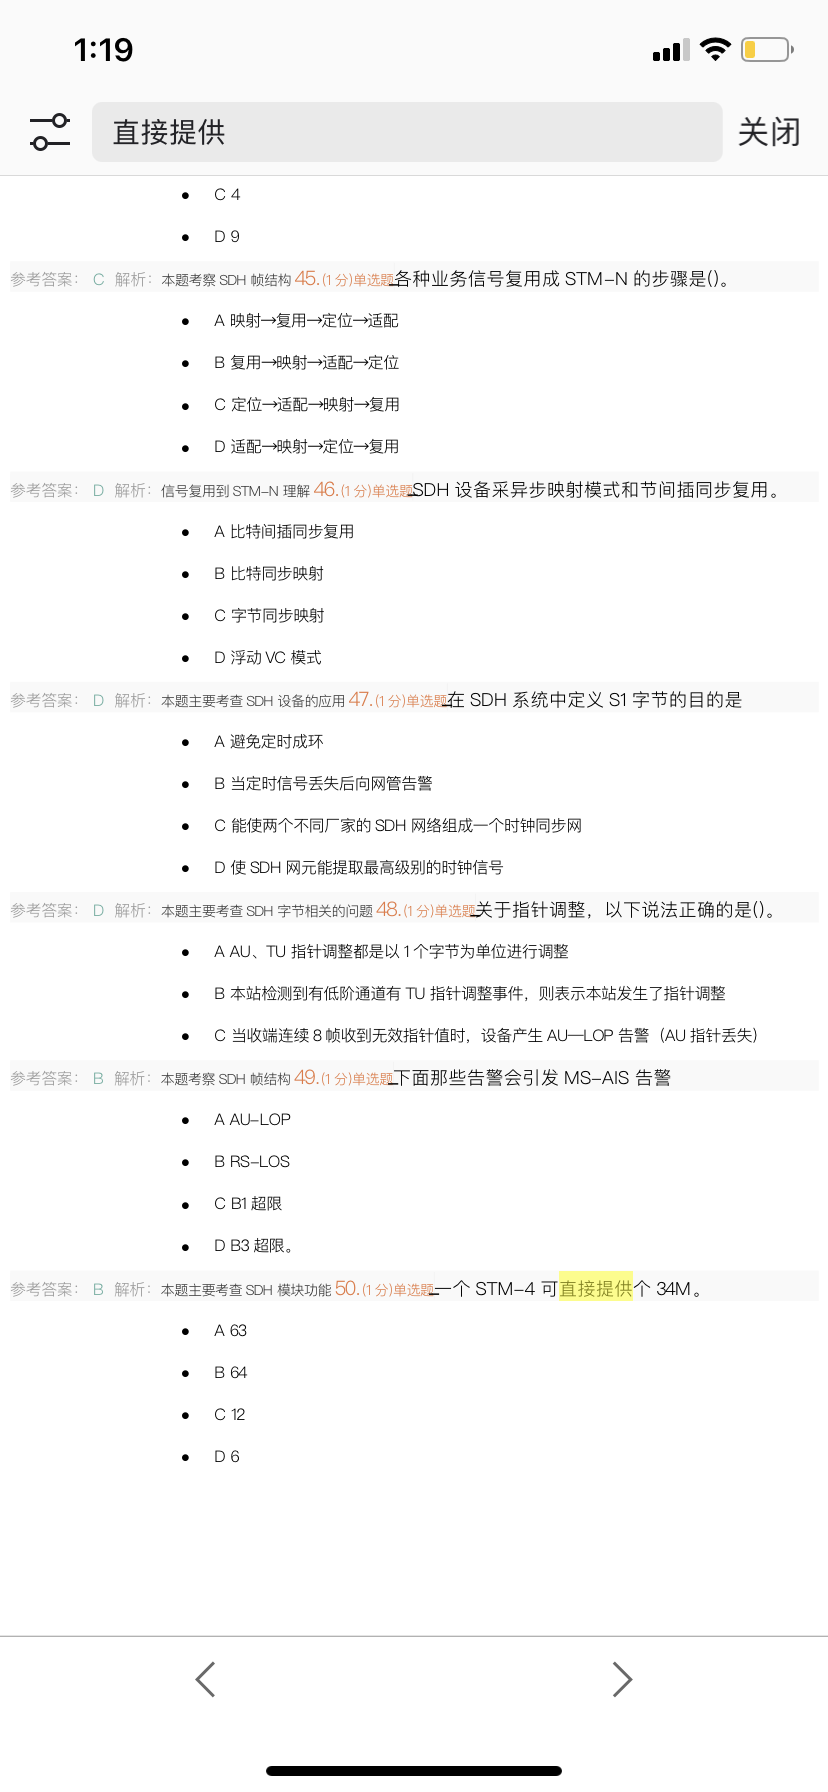 1:19
直接提供 关闭
C 4
D 9
参考答案： C 解析：本题考察 SDH 帧结构 45.(1 分)单选题_各种业务信号复用成 STM-N 的步骤是()。
A 映射→复用→定位→适配
B 复用→映射→适配→定位
C 定位→适配→映射→复用
D 适配→映射→定位→复用
参考答案： D 解析：信号复用到 STM-N 理解 46.(1 分)单选题_SDH 设备采异步映射模式和节间插同步复用。
A 比特间插同步复用
B 比特同步映射
C 字节同步映射
D 浮动 VC 模式
参考答案： D 解析：本题主要考查 SDH 设备的应用 47.(1 分)单选题_在 SDH 系统中定义 S1 字节的目的是
A 避免定时成环
B 当定时信号丢失后向网管告警
C 能使两个不同厂家的 SDH 网络组成一个时钟同步网
D 使 SDH 网元能提取最高级别的时钟信号
参考答案： D 解析：本题主要考查 SDH 字节相关的问题 48.(1 分)单选题_关于指针调整，以下说法正确的是()。
A AU、TU 指针调整都是以 1 个字节为单位进行调整
B 本站检测到有低阶通道有 TU 指针调整事件，则表示本站发生了指针调整
C 当收端连续 8 帧收到无效指针值时，设备产生 AU—LOP 告警（AU 指针丢失）
参考答案： B 解析：本题考察 SDH 帧结构 49.(1 分)单选题_下面那些告警会引发 MS-AIS 告警
A AU-LOP
B RS-LOS
C B1 超限
D B3 超限。
参考答案： B 解析：本题主要考查 SDH 模块功能 50.(1 分)单选题_一个 STM-4 可直接提供个 34M。
A 63
B 64
C 12
D 6